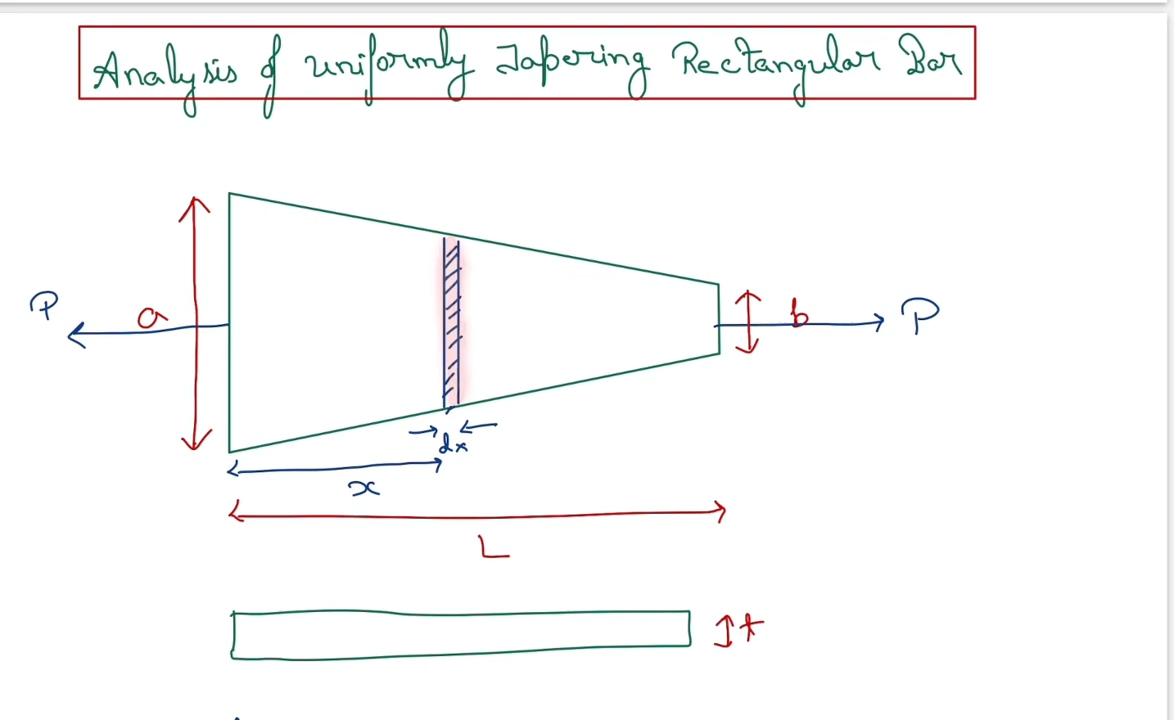 Analysis of uniformly Tapering Rectangular Bar
P
a
b
P
dx
x
L
t